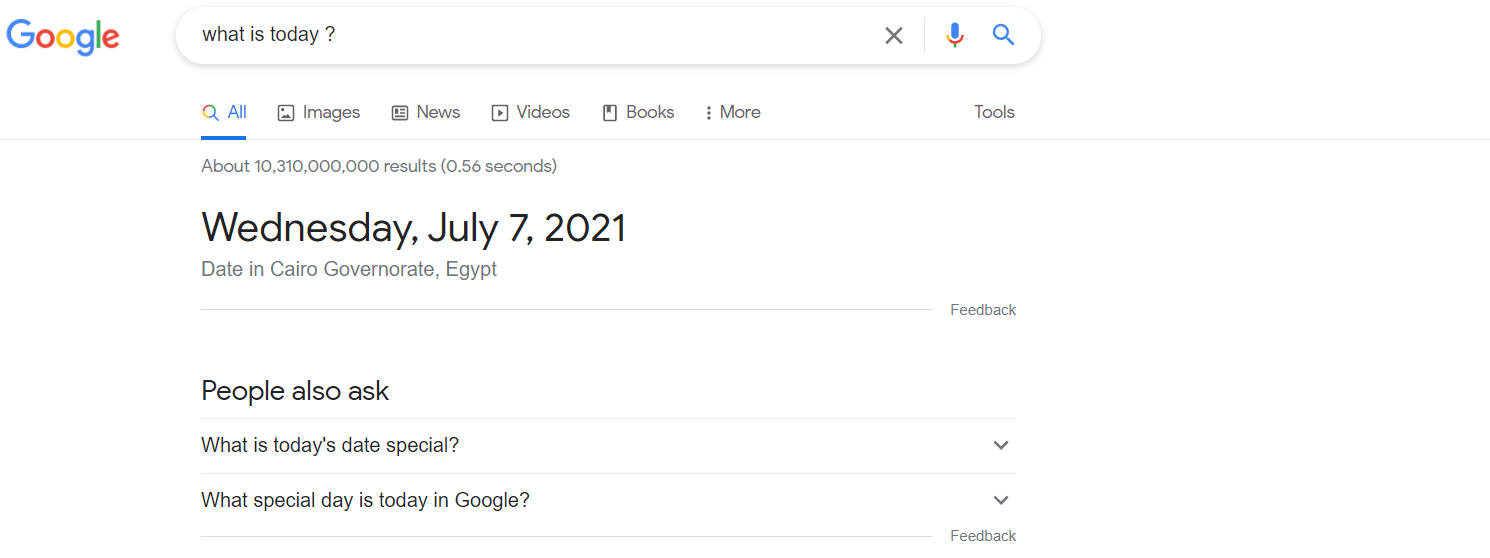 Google
what is today ?
All Images News Videos Books More Tools
About 10,310,000,000 results (0.56 seconds)
Wednesday, July 7, 2021
Date in Cairo Governorate, Egypt
Feedback
People also ask
What is today's date special?
What special day is today in Google?
Feedback